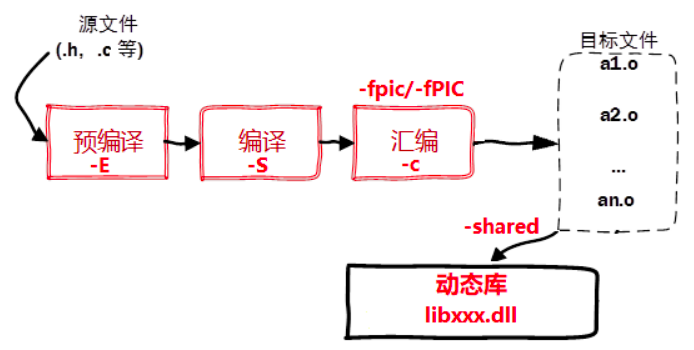 源文件
(.h, .c 等)
目标文件
a1.o
-fpic/-fPIC
a2.o
预编译
-E
编译
-S
汇编
-c
...
an.o
-shared
动态库
libxxx.dll